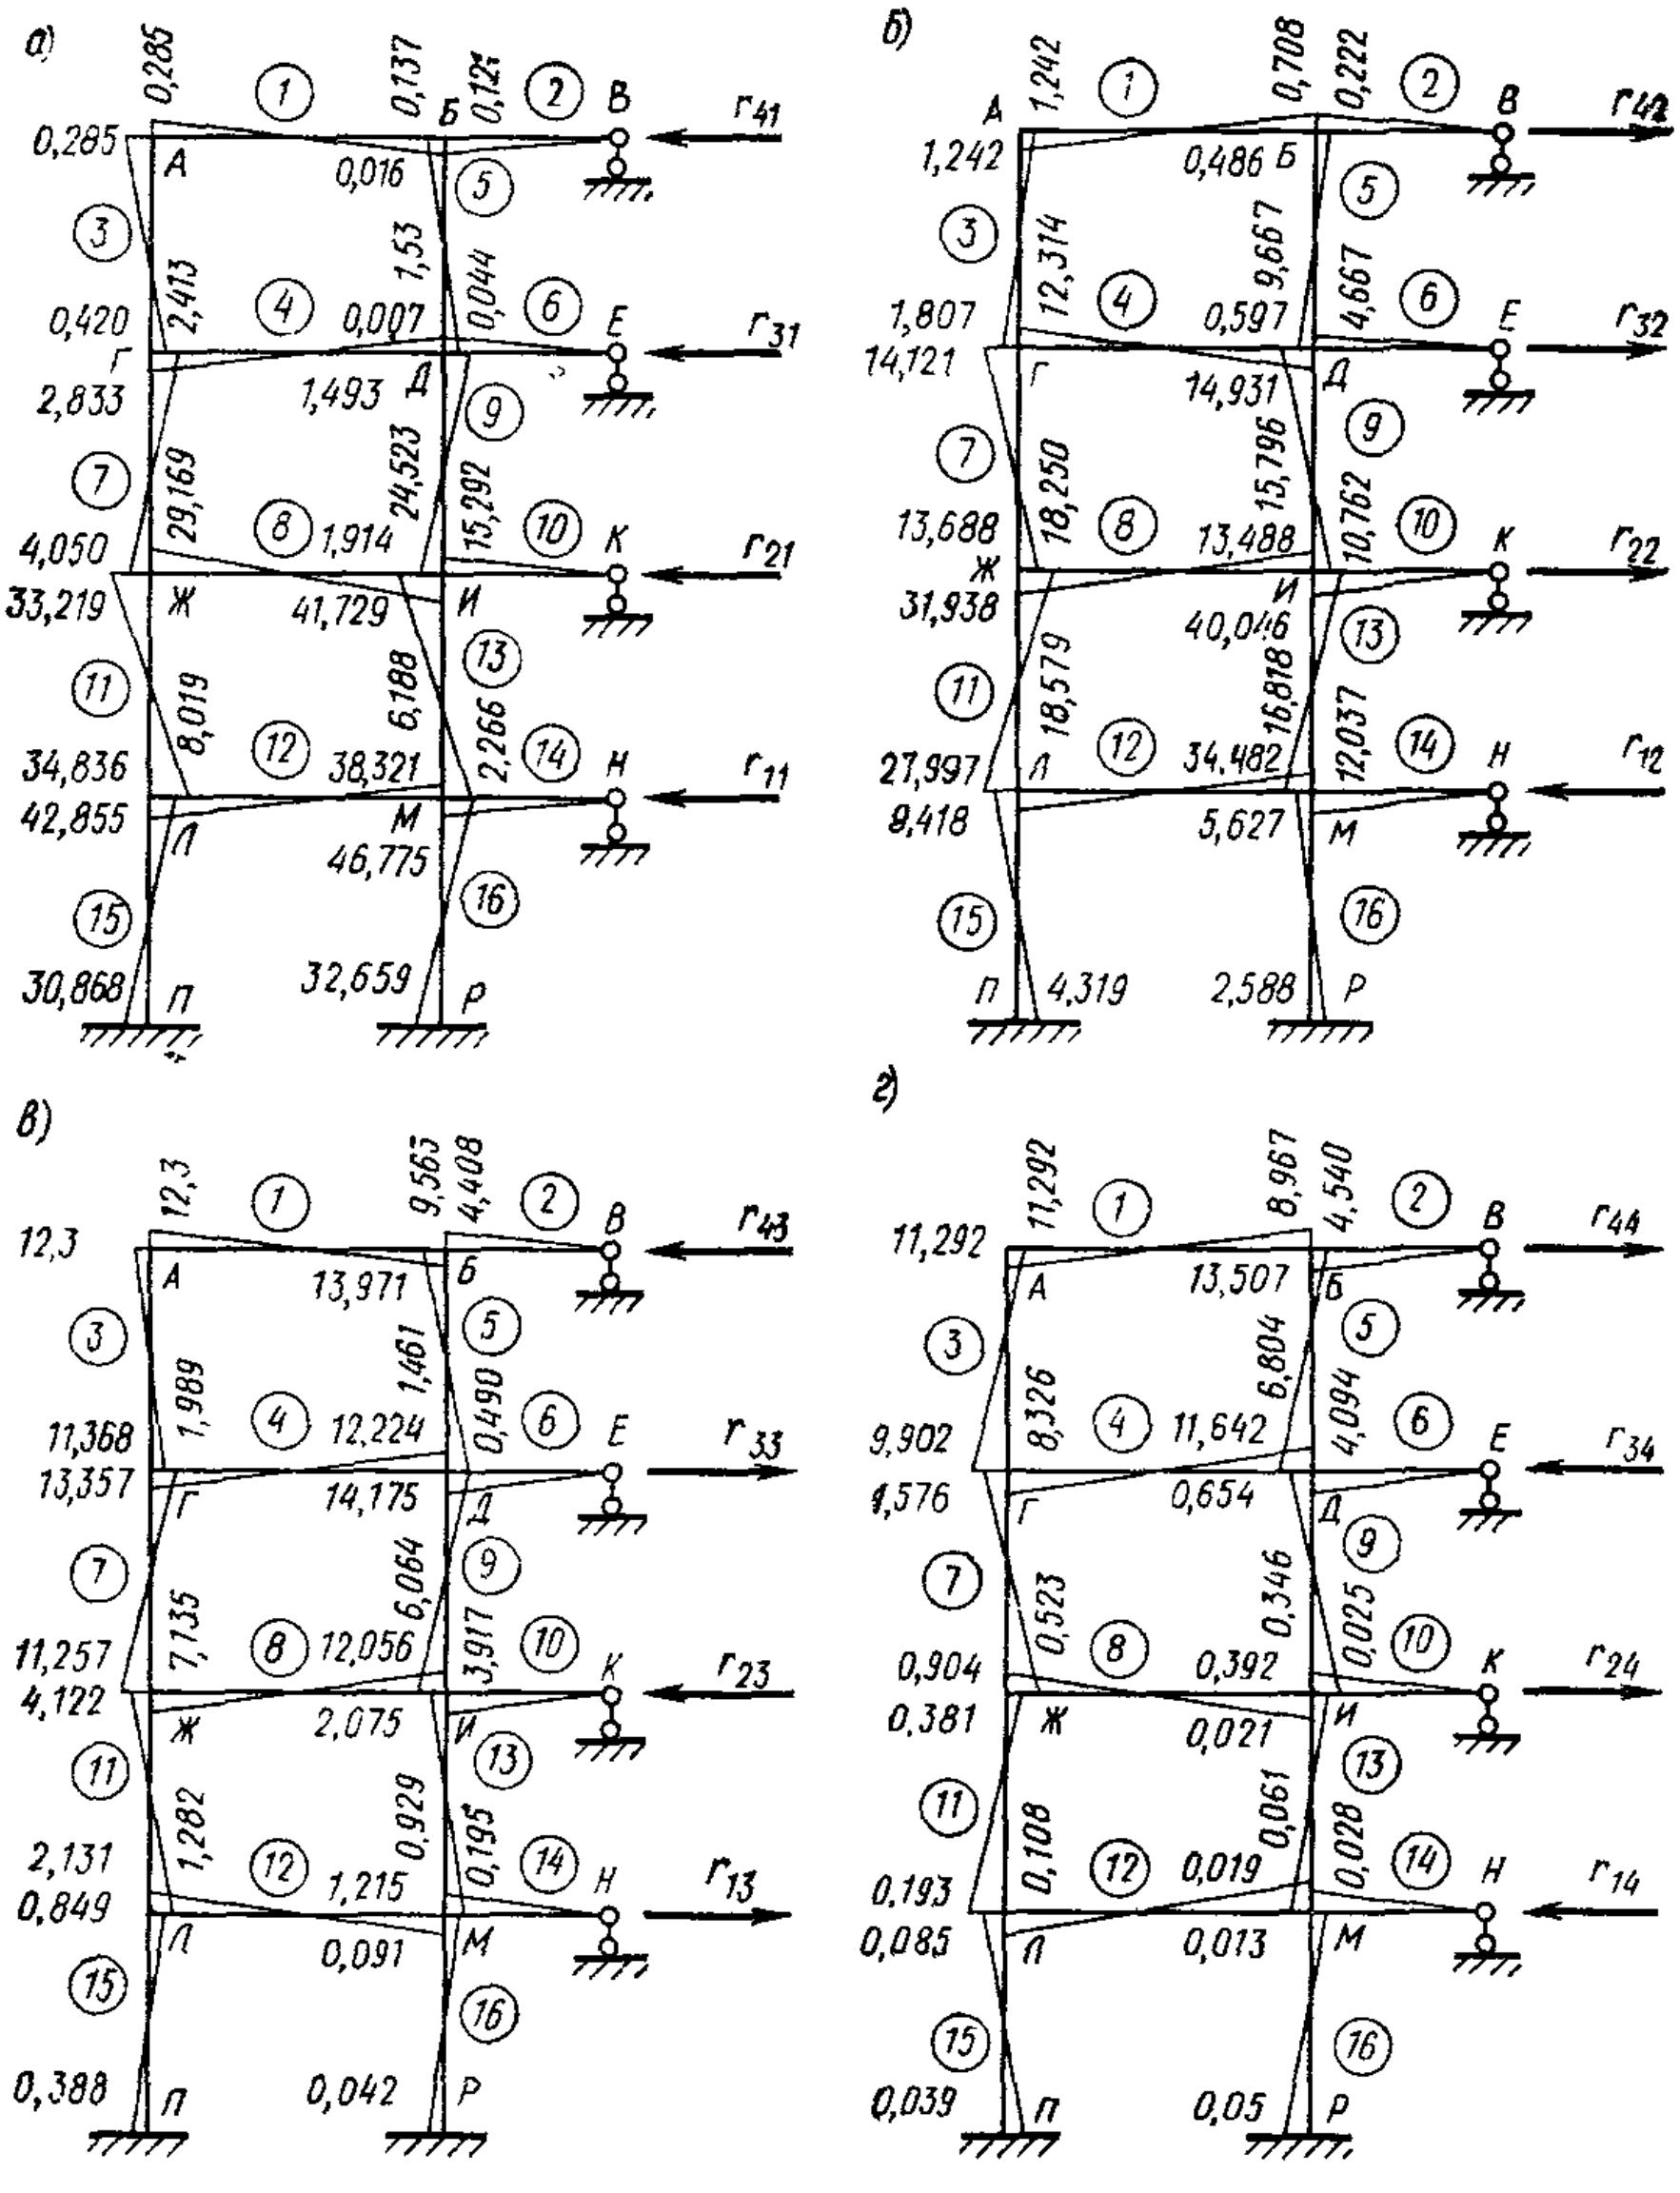 а)
0,285
1
0,137
Б
0,121
2
В
r41
0,285
А
0,016
5
3
2,413
1,53
0,044
0,420
4
0,007
6
Е
r31
Г
2,833
1,493
Д
9
7
29,169
24,523
15,292
4,050
8
1,914
10
К
r21
33,219
Ж
41,729
И
11
8,019
6,188
13
2,266
34,836
12
38,321
14
Н
r11
42,855
Л
М
46,775
15
16
30,868
П
32,659
Р
б)
А
1,242
1
0,708
0,222
2
В
r42
1,242
0,486
Б
5
3
12,314
9,667
4,667
1,807
4
0,597
6
Е
r32
14,121
Г
14,931
Д
7
18,250
15,796
9
10,762
13,688
8
13,488
10
К
r22
Ж
31,938
И
40,046
13
11
18,579
16,818
12,037
27,997
Л
12
34.482
14
Н
r12
9,418
5,627
М
15
16
П
4,319
2,588
Р
в)
12,3
12,3
1
9,563
4,408
2
В
r43
А
13,971
Б
3
5
1,989
1,461
0,490
11,368
4
12,224
6
Е
r33
13,357
Г
14,175
Д
7
7,135
6,064
9
3,917
11,257
8
12,056
10
К
r23
4,122
Ж
2,075
И
11
1,282
0,929
13
0,195
2,131
12
1,215
14
Н
r13
0,849
Л
0,091
М
15
16
0,388
П
0,042
Р
г)
11,292
11,292
1
8,967
4,540
2
В
r44
А
13,507
Б
3
5
8,326
6,804
4,094
9,902
4
11,642
6
Е
r34
1,576
Г
0,654
Д
7
0,523
0,346
9
0,025
0,904
8
0,392
10
К
r24
0,381
Ж
0,021
И
11
0,108
0,061
13
0,028
0,193
12
0,019
14
Н
r14
0,085
Л
0,013
М
15
16
0,039
П
0,05
Р